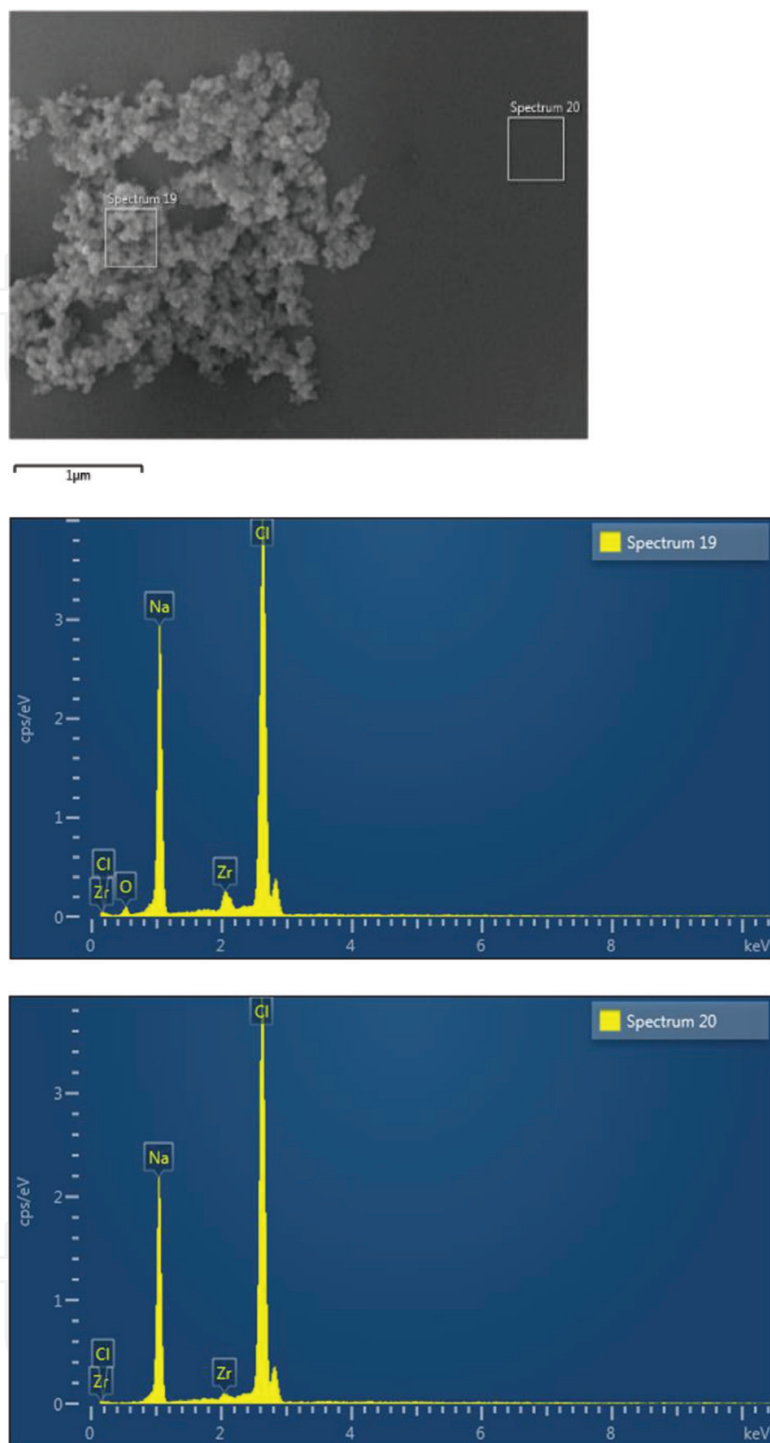 Spectrum 20
Spectrum 19
1µm
Cl
Spectrum 19
Na
3
cps/eV
2
1
Cl
Zr
O
Zr
0
0 2 4 6 8 keV
Cl
Spectrum 20
3
Na
cps/eV
2
1
Cl
Zr
Zr
0
0 2 4 6 8 keV